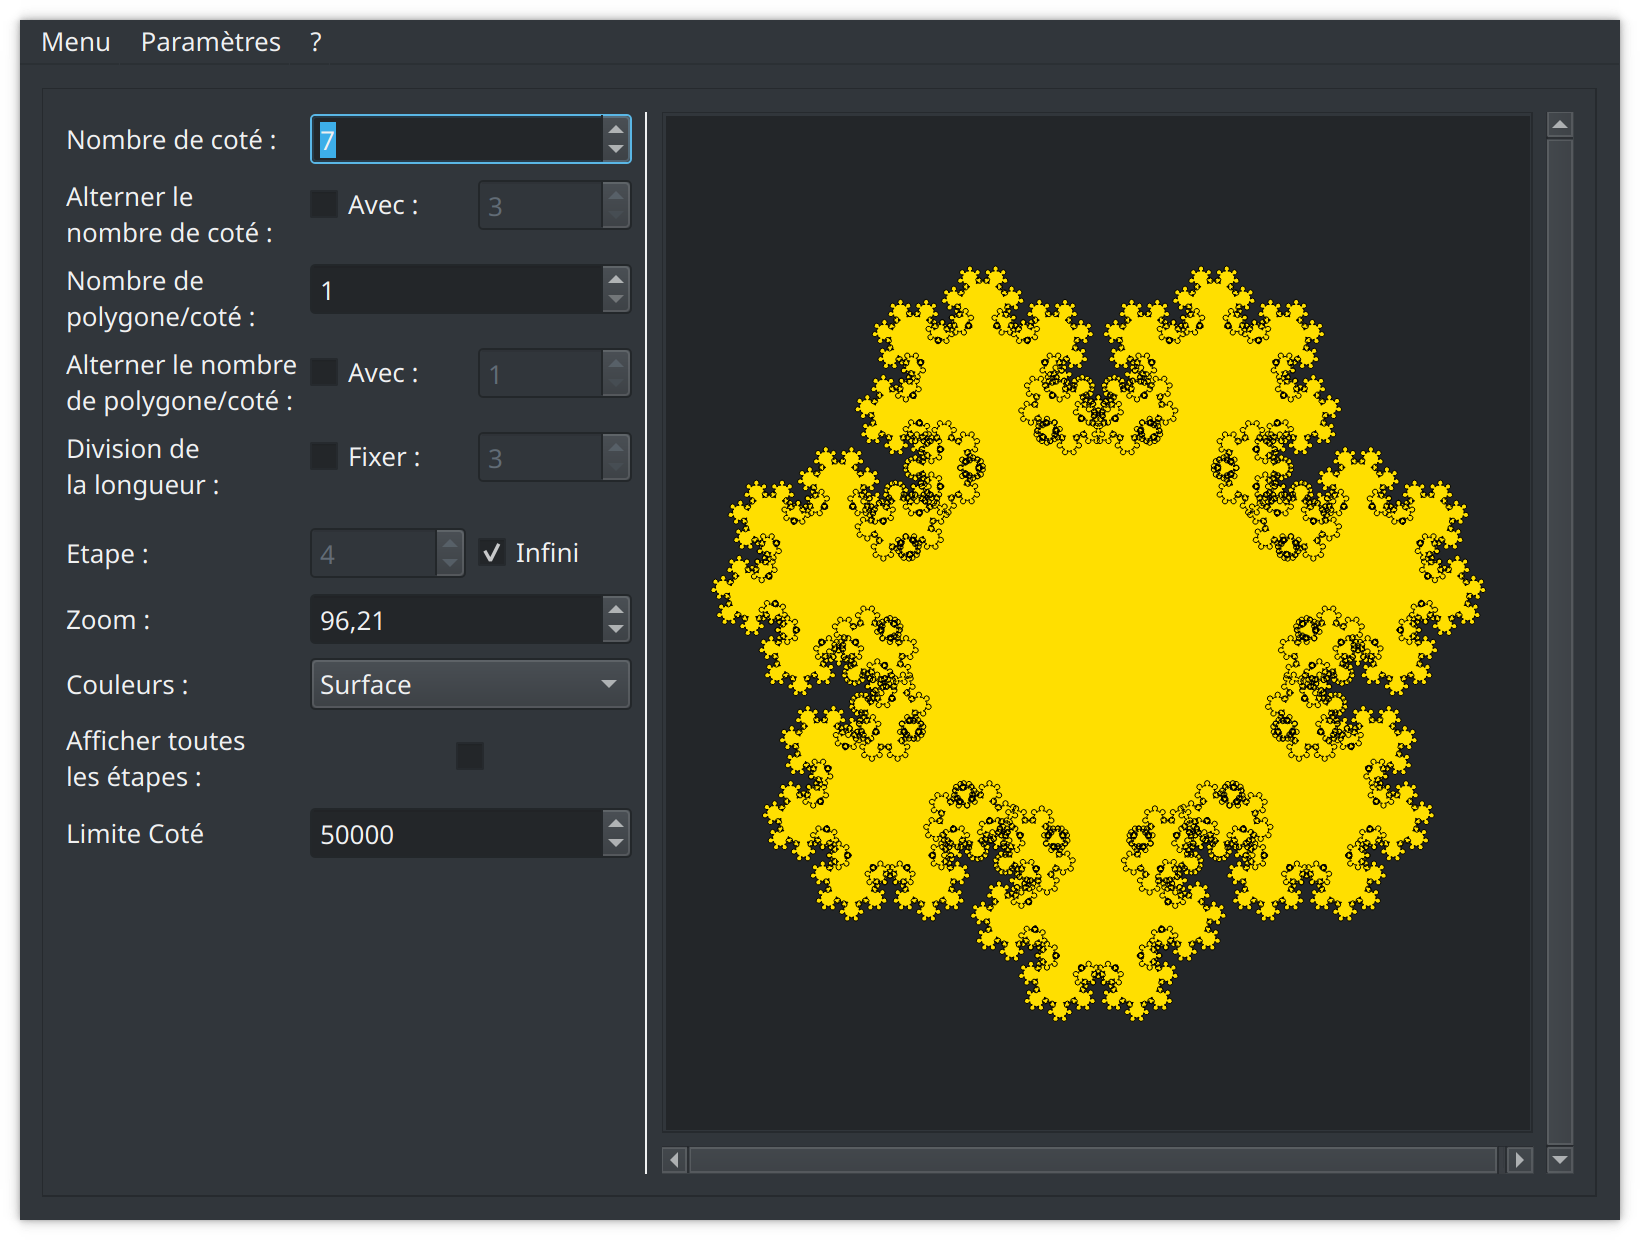 Menu Paramètres ?
Nombre de coté : 7
Alterner le
nombre de coté : Avec : 3
Nombre de
polygone/coté : 1
Alterner le nombre
de polygone/coté : Avec : 1
Division de
la longueur : Fixer : 3
Etape : 4 Infini
Zoom : 96,21
Couleurs : Surface
Afficher toutes
les étapes :
Limite Coté 50000